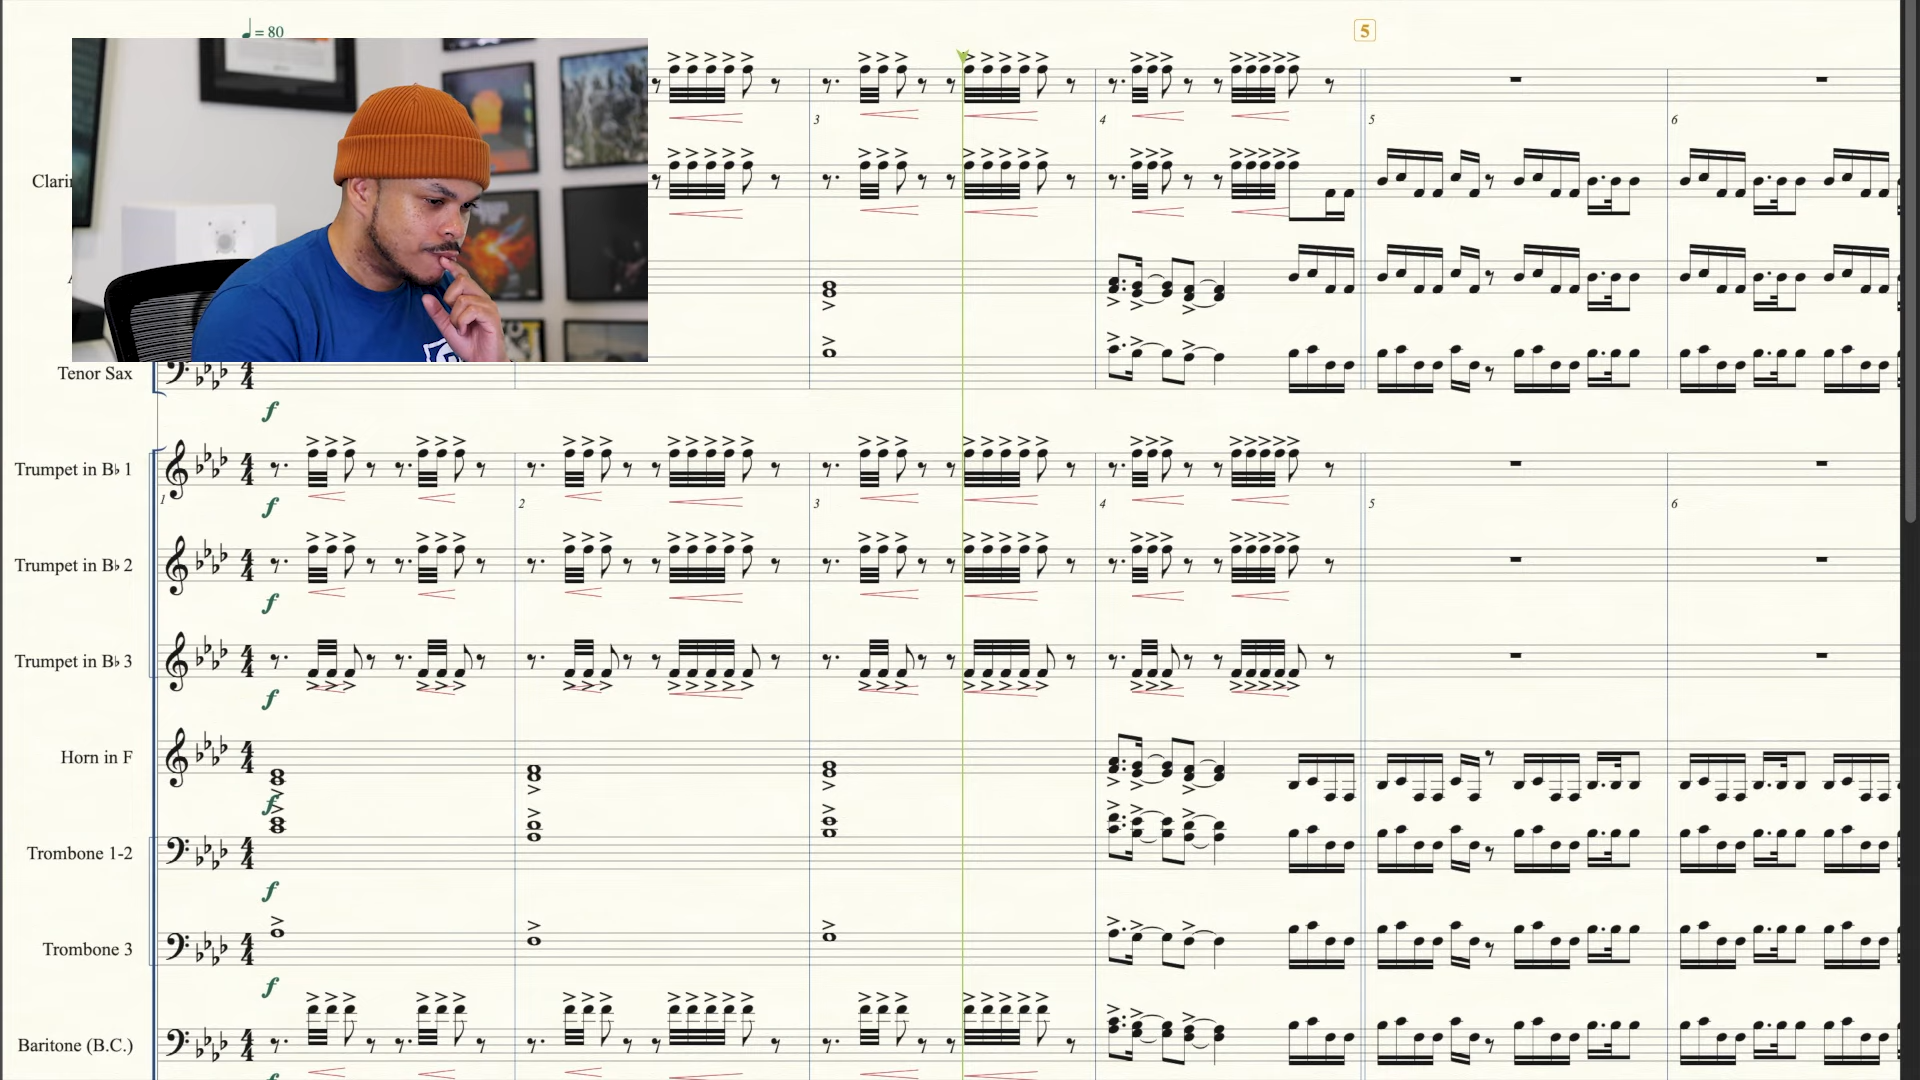 = 80
5
3
4
5
6
Clari
Tenor Sax
f
Trumpet in B♭ 1
1
f
2
3
4
5
6
Trumpet in B♭ 2
f
Trumpet in B♭ 3
f
Horn in F
f
Trombone 1-2
f
Trombone 3
f
Baritone (B.C.)
f